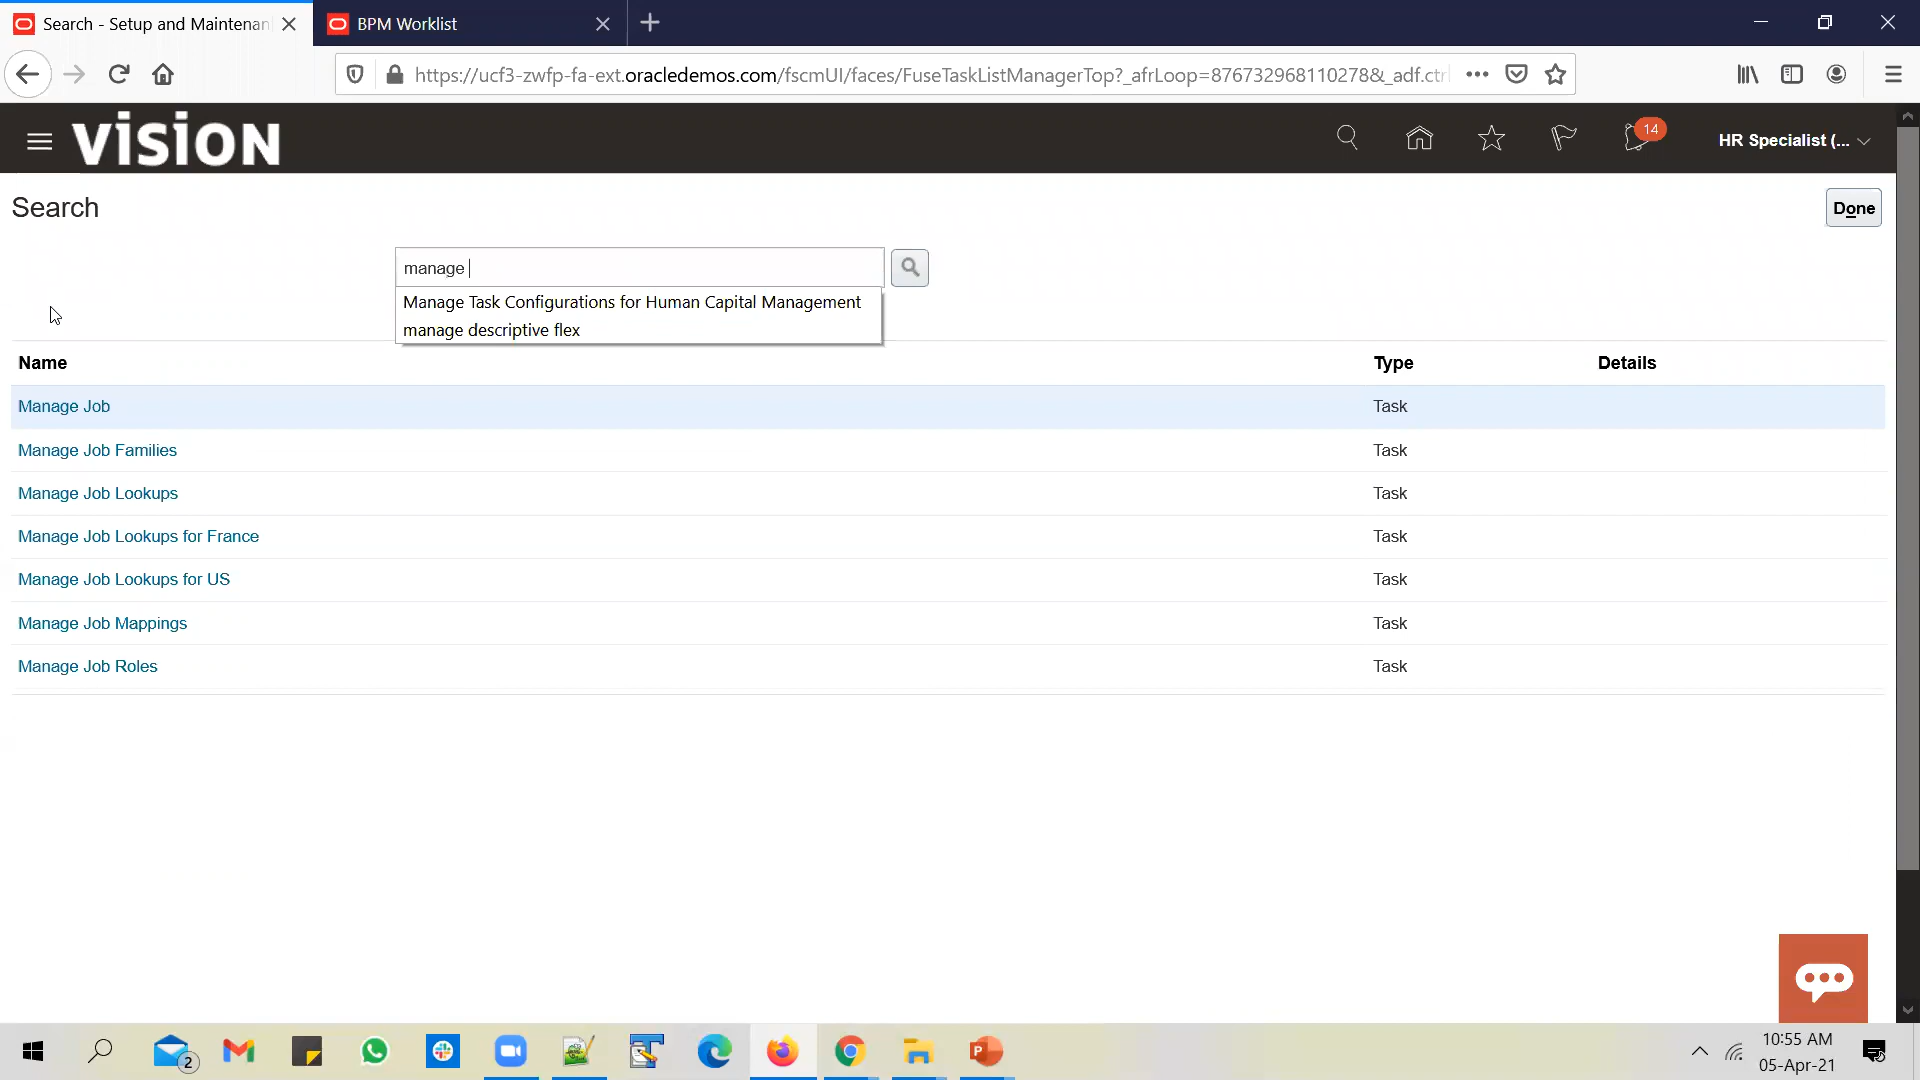 Search - Setup and Maintenan
BPM Worklist
https://ucf3-zwfp-fa-ext.oracledemos.com/fscmUI/faces/FuseTaskListManagerTop?_afrLoop=87673296811027 8&_adf.ctr
VISION
14
HR Specialist (...
Search
Done
manage
Manage Task Configurations for Human Capital Management
manage descriptive flex
Name Type Details
Manage Job Task
Manage Job Families Task
Manage Job Lookups Task
Manage Job Lookups for France Task
Manage Job Lookups for US Task
Manage Job Mappings Task
Manage Job Roles Task
2
10:55 AM
05-Apr-21